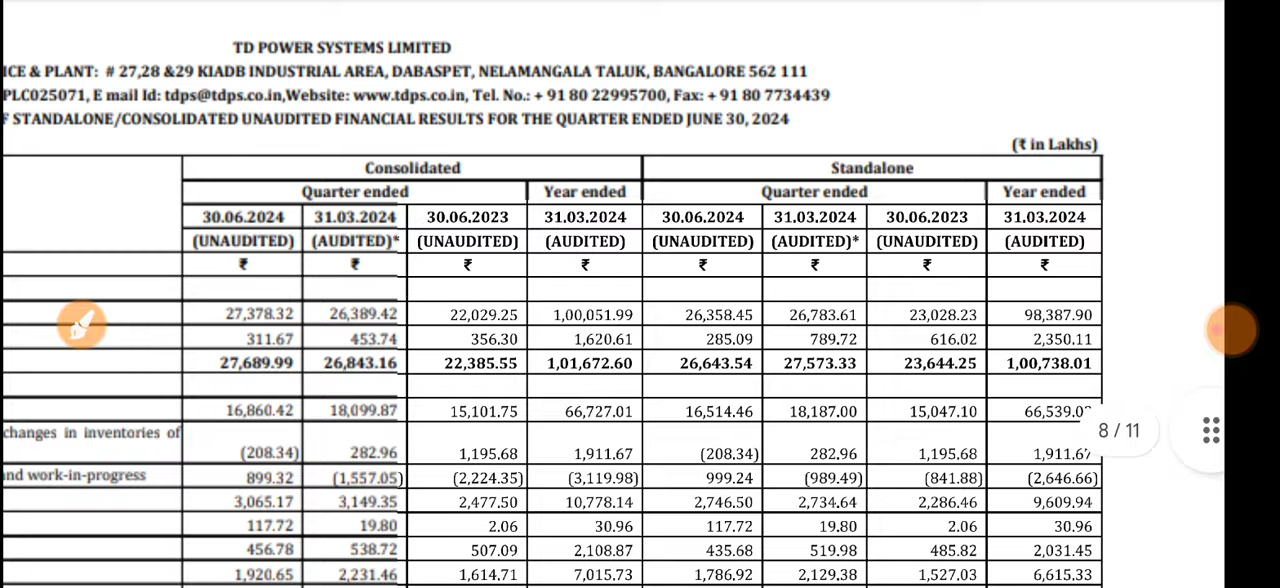 TD POWER SYSTEMS LIMITED
ICE & PLANT: # 27,28 &29 KIADB INDUSTRIAL AREA, DABASPET, NELAMANGALA TALUK, BANGALORE 562 111
PLC025071, E mail Id: tdps@tdps.co.in,Website: www.tdps.co.in, Tel. No.: + 91 80 22995700, Fax: + 91 80 7734439
F STANDALONE/CONSOLIDATED UNAUDITED FINANCIAL RESULTS FOR THE QUARTER ENDED JUNE 30, 2024
(₹ in Lakhs)
Consolidated Standalone
Quarter ended Year ended Quarter ended Year ended
30.06.2024 31.03.2024 30.06.2023 31.03.2024 30.06.2024 31.03.2024 30.06.2023 31.03.2024
(UNAUDITED) (AUDITED)* (UNAUDITED) (AUDITED) (UNAUDITED) (AUDITED)* (UNAUDITED) (AUDITED)
₹ ₹ ₹ ₹ ₹ ₹ ₹ ₹
27,378.32 26,389.42 22,029.25 1,00,051.99 26,358.45 26,783.61 23,028.23 98,387.90
311.67 453.74 356.30 1,620.61 285.09 789.72 616.02 2,350.11
27,689.99 26,843.16 22,385.55 1,01,672.60 26,643.54 27,573.33 23,644.25 1,00,738.01
16,860.42 18,099.87 15,101.75 66,727.01 16,514.46 18,187.00 15,047.10
8 / 11
changes in inventories of
(208.34) 282.96 1,195.68 1,911.67 (208.34) 282.96 1,195.68 1,911.67
and work-in-progress 899.32 (1,557.05) (2,224.35) (3,119.98) 999.24 (989.49) (841.88) (2,646.66)
3,065.17 3,149.35 2,477.50 10,778.14 2,746.50 2,734.64 2,286.46 9,609.94
117.72 19.80 2.06 30.96 117.72 19.80 2.06 30.96
456.78 538.72 507.09 2,108.87 435.68 519.98 485.82 2,031.45
1,920.65 2,231.46 1,614.71 7,015.73 1,786.92 2,129.38 1,527.03 6,615.33